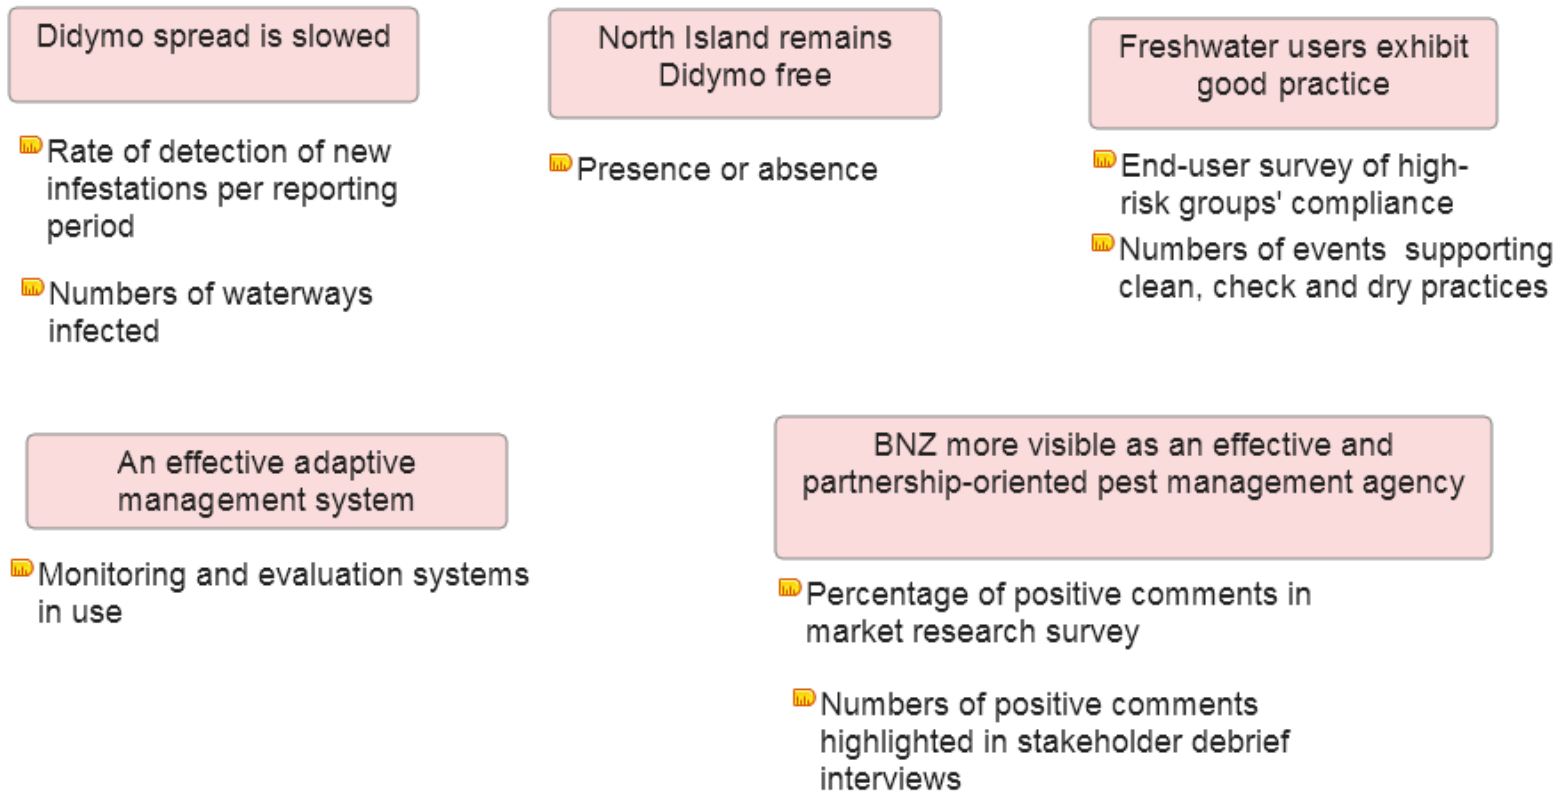 Didymo spread is slowed
Rate of detection of new
infestations per reporting
period
Numbers of waterways
infected
North Island remains
Didymo free
Presence or absence
Freshwater users exhibit
good practice
End-user survey of high-
risk groups' compliance
Numbers of events  supporting
clean, check and dry practices
An effective adaptive
management system
Monitoring and evaluation systems
in use
BNZ more visible as an effective and
partnership-oriented pest management agency
Percentage of positive comments in
market research survey
Numbers of positive comments
highlighted in stakeholder debrief
interviews